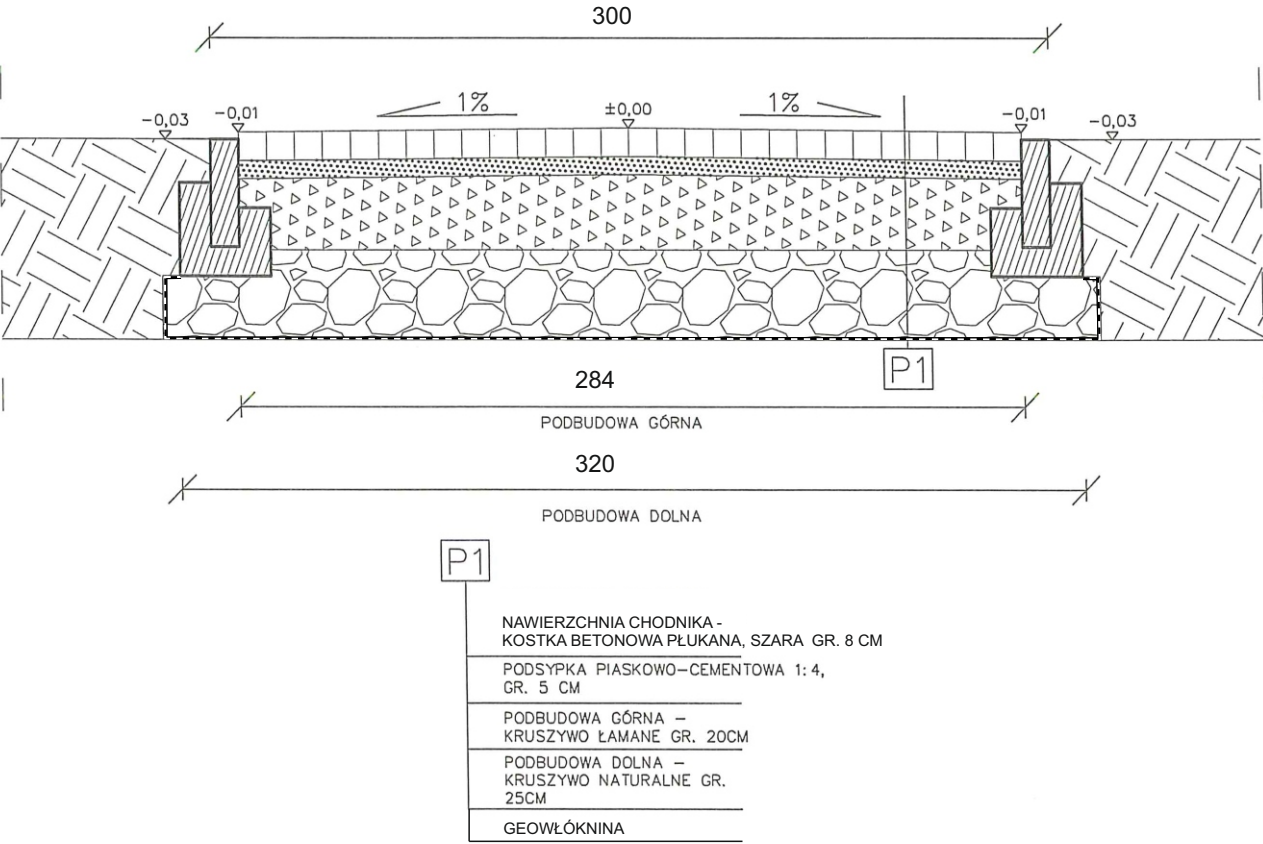 300
1%
1%
-0,03
-0,01
±0,00
-0,01
-0,03
P1
284
PODBUDOWA GÓRNA
320
PODBUDOWA DOLNA
P1
NAWIERZCHNIA CHODNIKA -
KOSTKA BETONOWA PŁUKANA, SZARA GR. 8 CM
PODSYPKA PIASKOWO-CEMENTOWA 1:4,
GR. 5 CM
PODBUDOWA GÓRNA -
KRUSZYWO ŁAMANE GR. 20CM
PODBUDOWA DOLNA -
KRUSZYWO NATURALNE GR.
25CM
GEOWŁÓKNINA